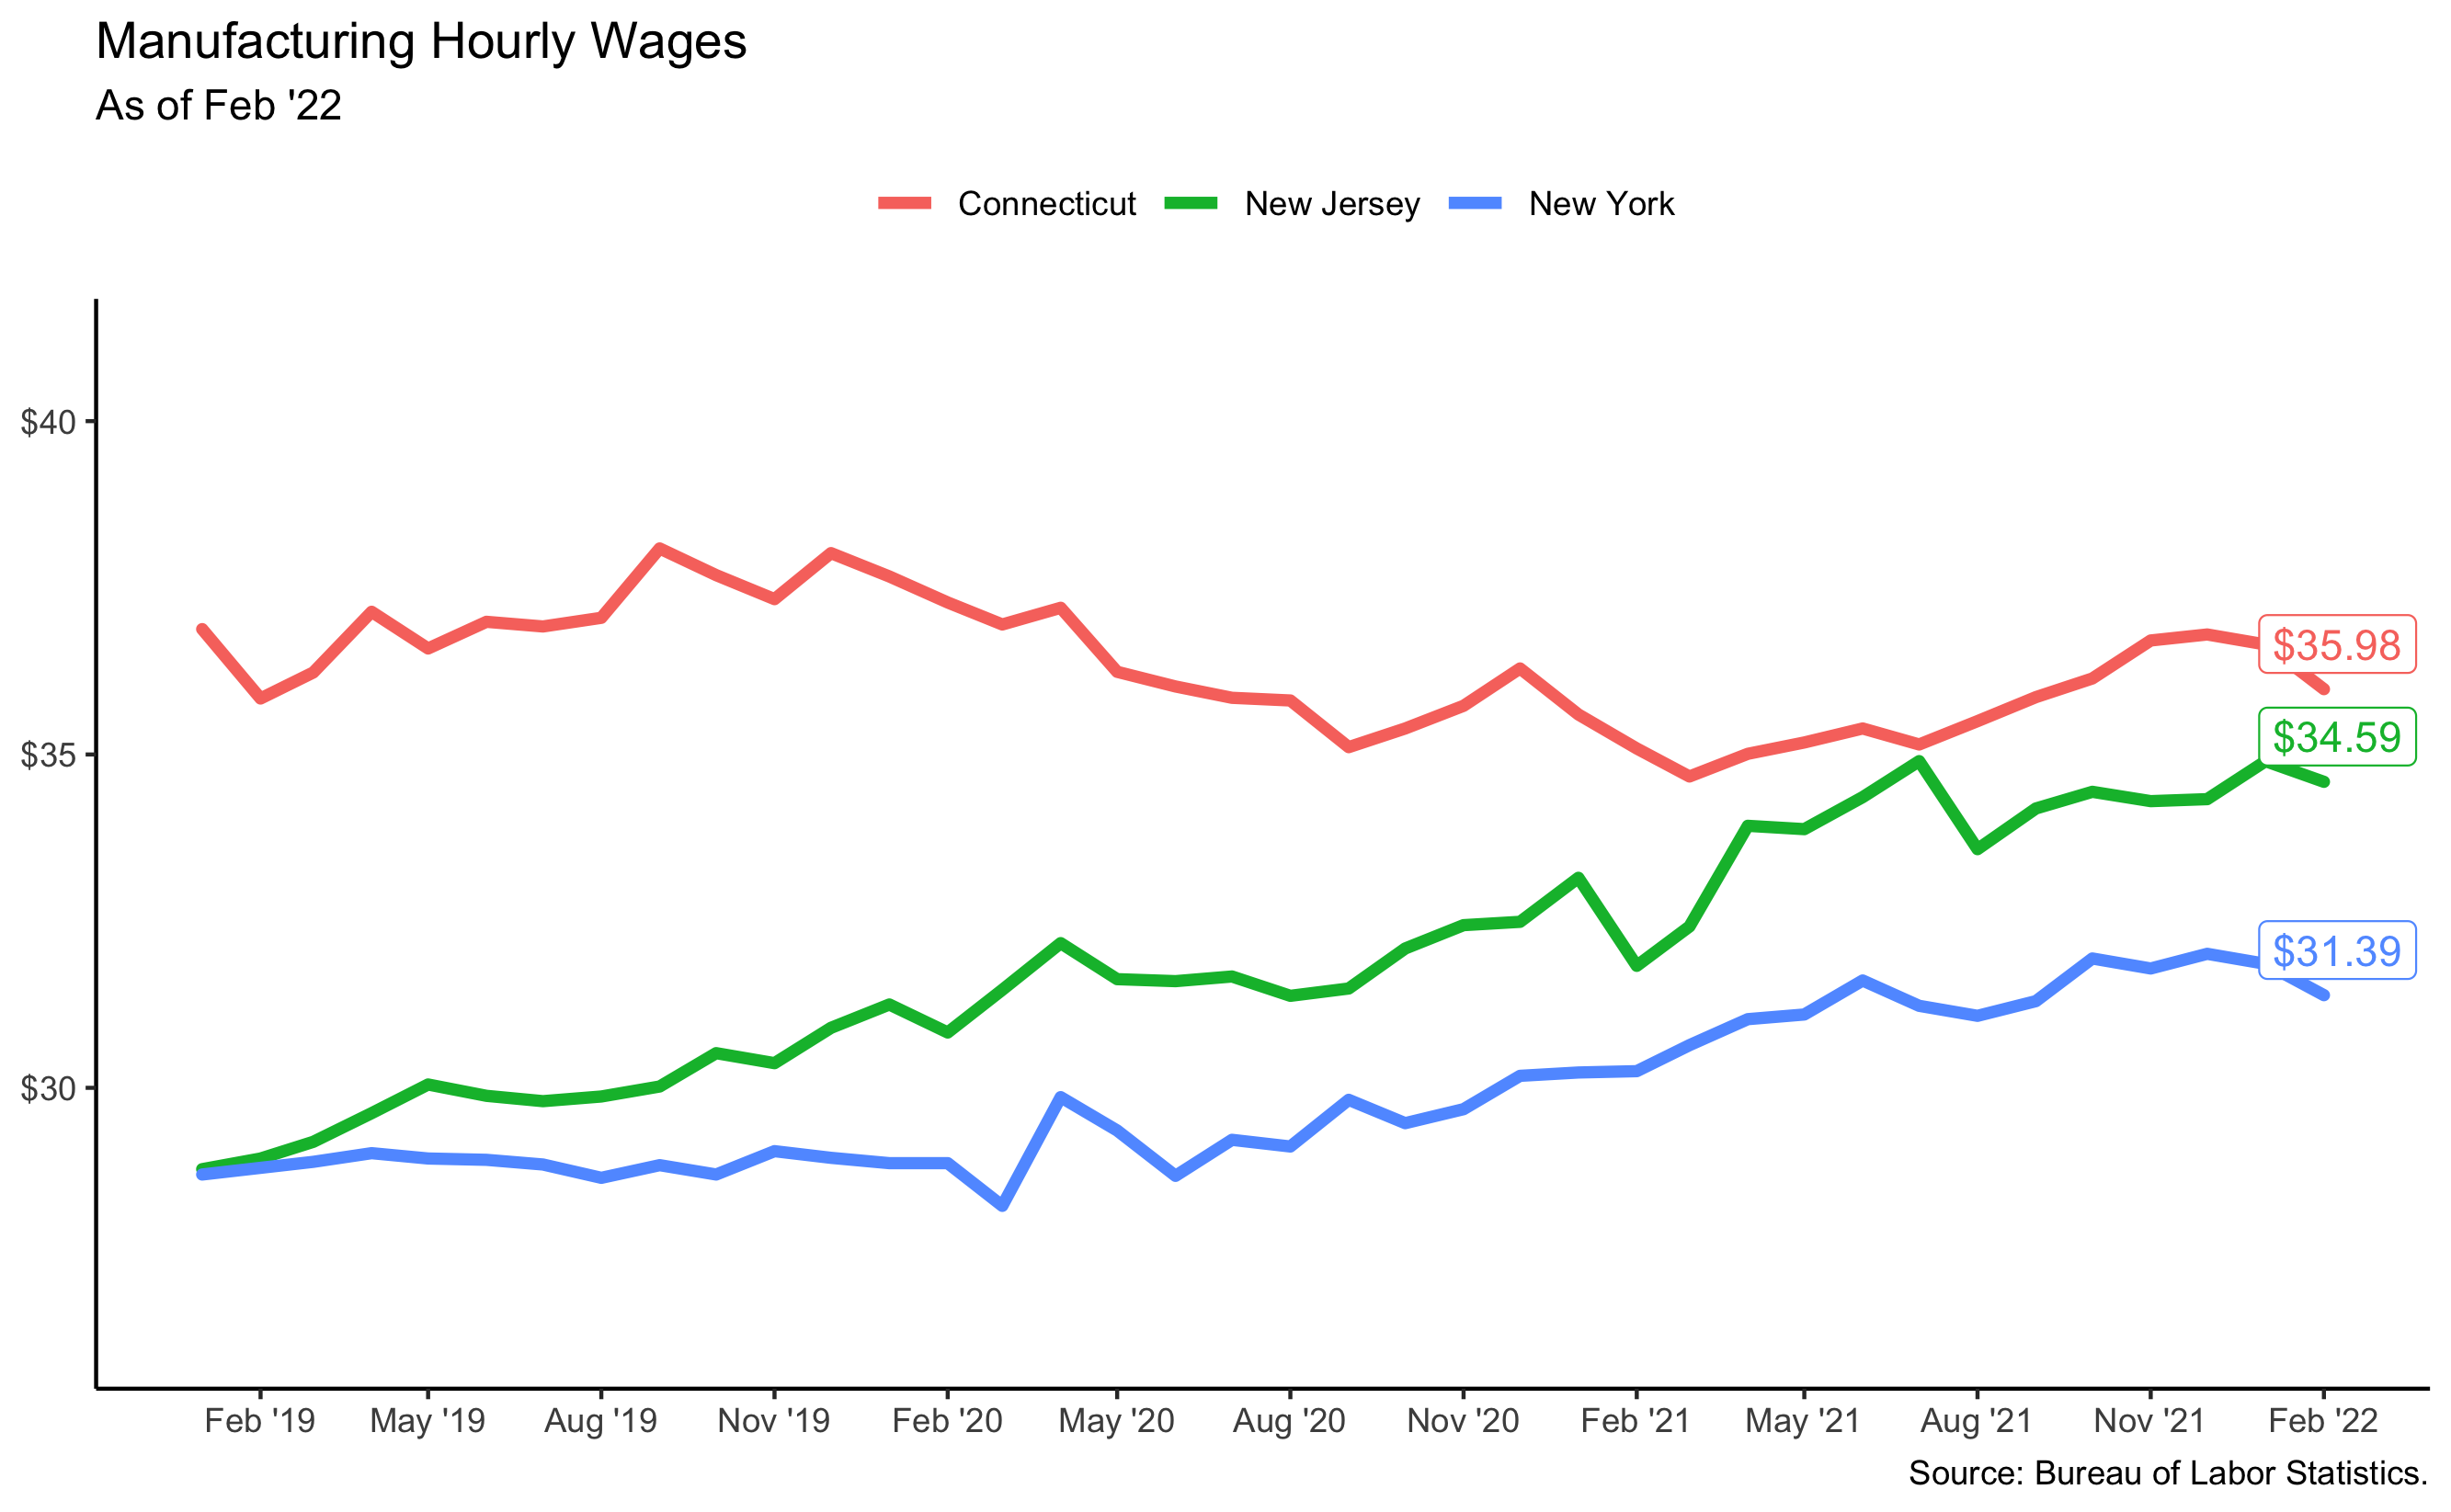 Manufacturing Hourly Wages
As of Feb '22
Connecticut New Jersey New York
$40
$35
$30
$35.98
$34.59
$31.39
Feb '19 May '19 Aug '19 Nov '19 Feb '20 May '20 Aug '20 Nov '20 Feb '21 May '21 Aug '21 Nov '21 Feb '22
Source: Bureau of Labor Statistics.